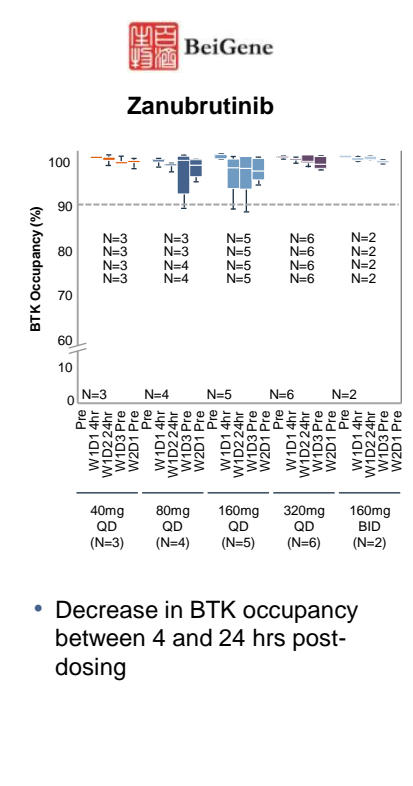 生百
物济
BeiGene
Zanubrutinib
BTK Occupancy (%)
100
90
80
70
60
10
0
N=3 N=3 N=5 N=6 N=2
N=3 N=3 N=5 N=6 N=2
N=3 N=4 N=5 N=6 N=2
N=3 N=4 N=5 N=6 N=2
N=3 N=4 N=5 N=6 N=2
Pre W1D1 4hr W1D2 24hr W1D3 Pre W2D1 Pre
Pre W1D1 4hr W1D2 24hr W1D3 Pre W2D1 Pre
Pre W1D1 4hr W1D2 24hr W1D3 Pre W2D1 Pre
Pre W1D1 4hr W1D2 24hr W1D3 Pre W2D1 Pre
Pre W1D1 4hr W1D2 24hr W1D3 Pre W2D1 Pre
40mg 80mg 160mg 320mg 160mg
QD QD QD QD BID
(N=3) (N=4) (N=5) (N=6) (N=2)
• Decrease in BTK occupancy
between 4 and 24 hrs post-
dosing